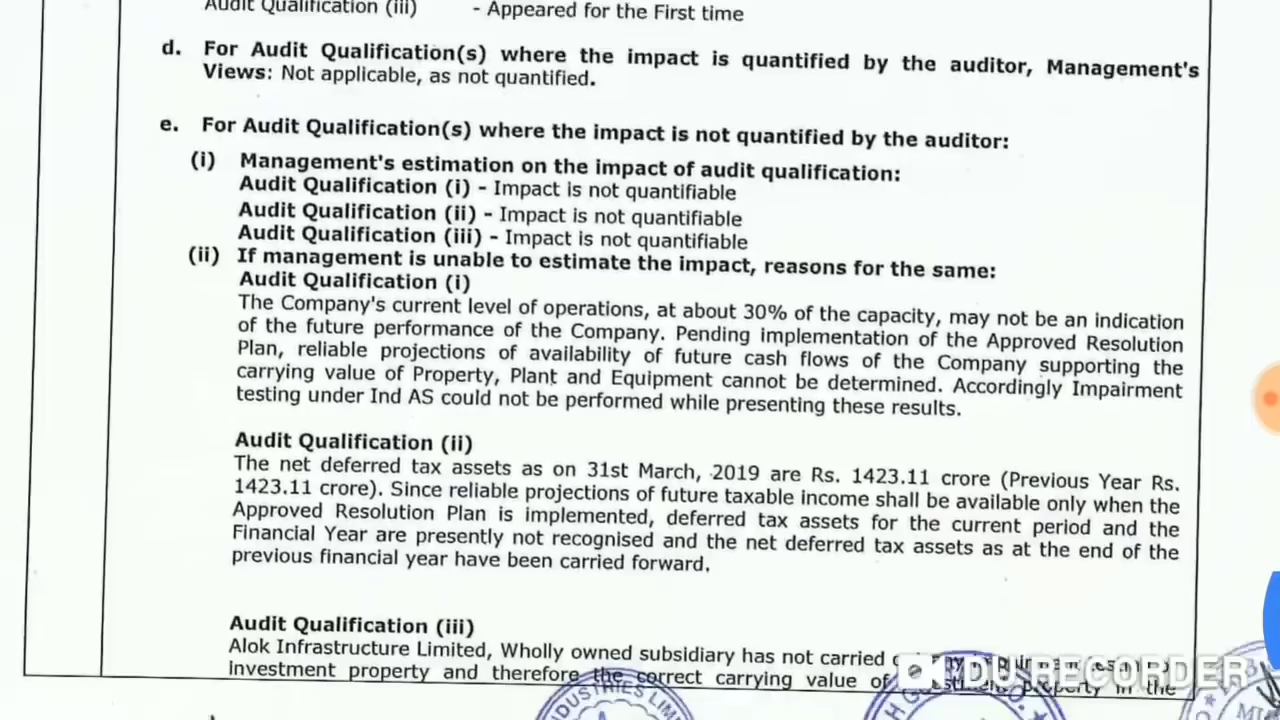 Audit Qualification (iii) - Appeared for the First time
d. For Audit Qualification(s) where the impact is quantified by the auditor, Management's
Views: Not applicable, as not quantified.
e. For Audit Qualification(s) where the impact is not quantified by the auditor:
(i) Management's estimation on the impact of audit qualification:
Audit Qualification (i) - Impact is not quantifiable
Audit Qualification (ii) - Impact is not quantifiable
Audit Qualification (iii) - Impact is not quantifiable
(ii) If management is unable to estimate the impact, reasons for the same:
Audit Qualification (i)
The Company's current level of operations, at about 30% of the capacity, may not be an indication
of the future performance of the Company. Pending implementation of the Approved Resolution
Plan, reliable projections of availability of future cash flows of the Company supporting the
carrying value of Property, Plant and Equipment cannot be determined. Accordingly Impairment
testing under Ind AS could not be performed while presenting these results.
Audit Qualification (ii)
The net deferred tax assets as on 31st March, 2019 are Rs. 1423.11 crore (Previous Year Rs.
1423.11 crore). Since reliable projections of future taxable income shall be available only when the
Approved Resolution Plan is implemented, deferred tax assets for the current period and the
Financial Year are presently not recognised and the net deferred tax assets as at the end of the
previous financial year have been carried forward.
Audit Qualification (iii)
Alok Infrastructure Limited, Wholly owned subsidiary has not carried
investment property and therefore the correct carrying value of property in the
DU RECORDER
INDUSTRIES LIMI